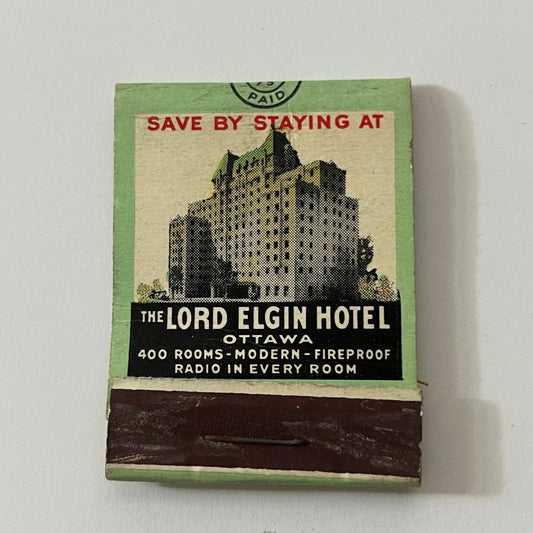 PAID
SAVE BY STAYING AT
THE LORD ELGIN HOTEL
OTTAWA
400 ROOMS - MODERN - FIREPROOF
RADIO IN EVERY ROOM